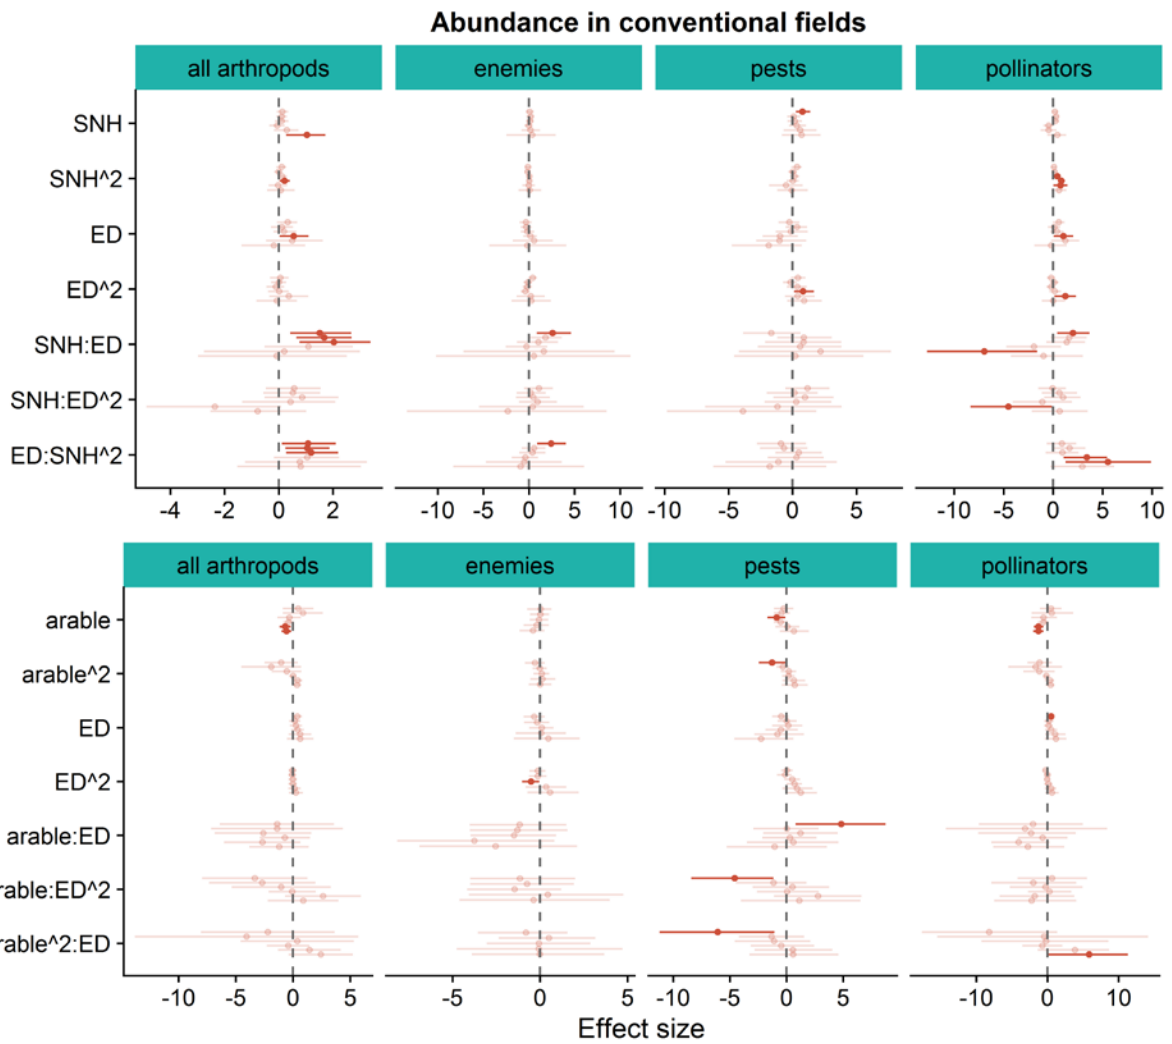 Abundance in conventional fields
all arthropods enemies pests pollinators
SNH
SNH^2
ED
ED^2
SNH:ED
SNH:ED^2
ED:SNH^2
-4 -2 0 2 -10 -5 0 5 10 -10 -5 0 5 -10 -5 0 5 10
all arthropods enemies pests pollinators
arable
arable^2
ED
ED^2
arable:ED
rable:ED^2
rable^2:ED
-10 -5 0 5 -5 0 5 -10 -5 0 5 -10 0 10
Effect size